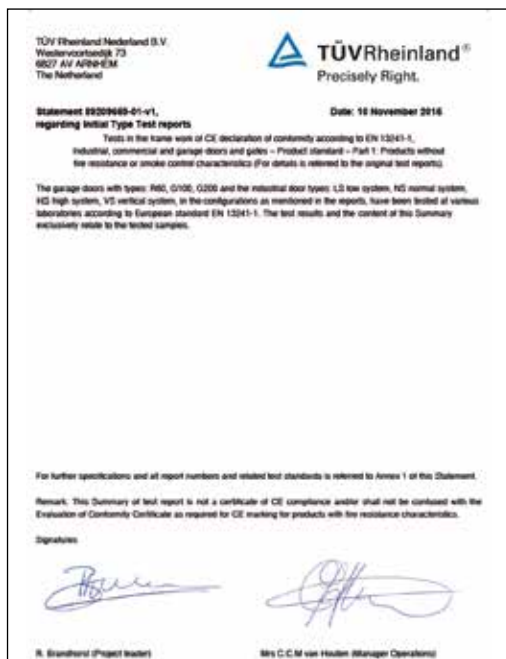 TÜV Rheinland Nederland B.V.
Westervoortsedijk 73
6827 AV ARNHEM
The Netherland
TÜVRheinland®
Precisely Right.
Statement 89209669-01-v1,
regarding Initial Type Test reports
Date: 10 November 2016
Tests in the frame work of CE declaration of conformity according to EN 13241-1,
Industrial, commercial and garage doors and gates – Product standard – Part 1: Products without
fire resistance or smoke control characteristics (For details is referred to the original test reports).
The garage doors with types: R60, G100, G200 and the industrial door types: LS low system, NS normal system,
HS high system, VS vertical system, in the configurations as mentioned in the reports, have been tested at various
laboratories according to European standard EN 13241-1. The test results and the content of this Summary
exclusively relate to the tested samples.
For further specifications and all report numbers and related test standards is referred to Annex 1 of this Statement.
Remark: This Summary of test report is not a certificate of CE compliance and/or shall not be confused with the
Evaluation of Conformity Certificate as required for CE marking for products with fire resistance characteristics.
Signatures
R. Brandhorst (Project leader)
Mrs C.C.M van Houten (Manager Operations)